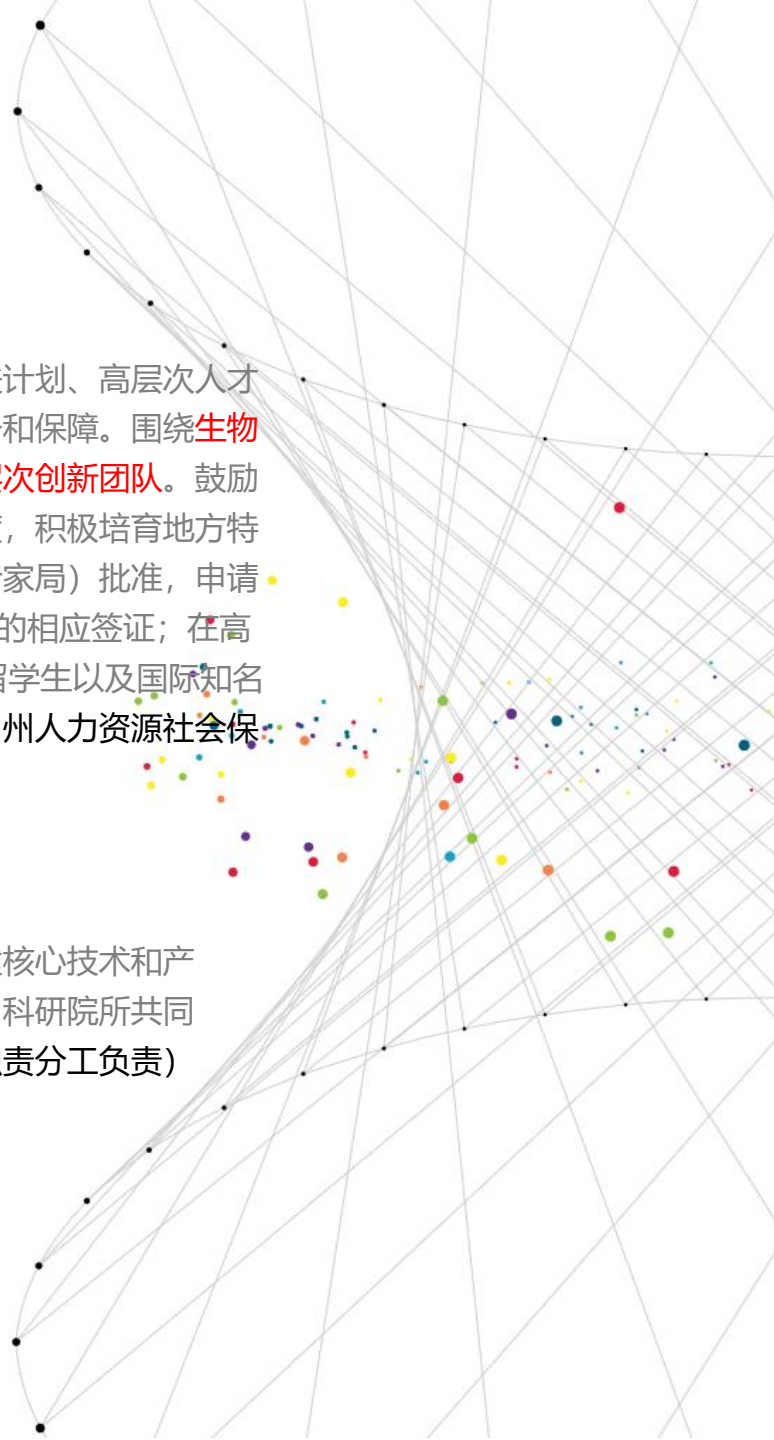 计划、高层次人才
和保障。围绕生物
层次创新团队。鼓励
，积极培育地方特
家局）批准，申请
的相应签证；在高
留学生以及国际知名
州人力资源社会保
核心技术和产
科研院所共同
职责分工负责）